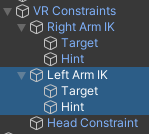 VR Constraints
Right Arm IK
Target
Hint
Left Arm IK
Target
Hint
Head Constraint